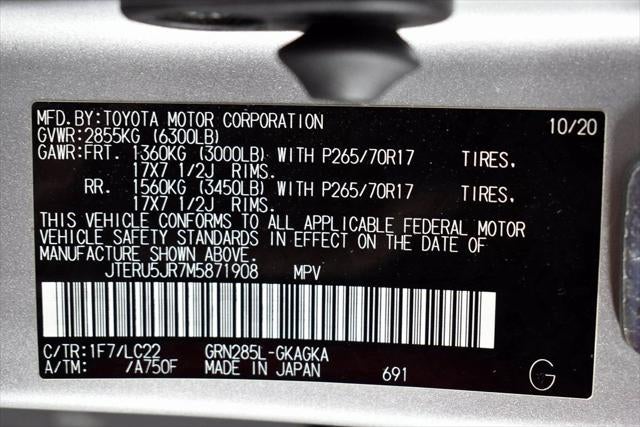 MFD.BY:TOYOTA MOTOR CORPORATION 10/20
GVWR:2855KG (6300LB)
GAWR:FRT. 1360KG (3000LB) WITH P265/70R17 TIRES,
17X7 1/2J RIMS.
RR. 1560KG (3450LB) WITH P265/70R17 TIRES,
17X7 1/2J RIMS.
THIS VEHICLE CONFORMS TO ALL APPLICABLE FEDERAL MOTOR
VEHICLE SAFETY STANDARDS IN EFFECT ON THE DATE OF
MANUFACTURE SHOWN ABOVE.
JTERU5JR7M5871908 MPV
C/TR:1F7/LC22 GRN285L-GKAGKA
A/TM: /A750F MADE IN JAPAN 691 G